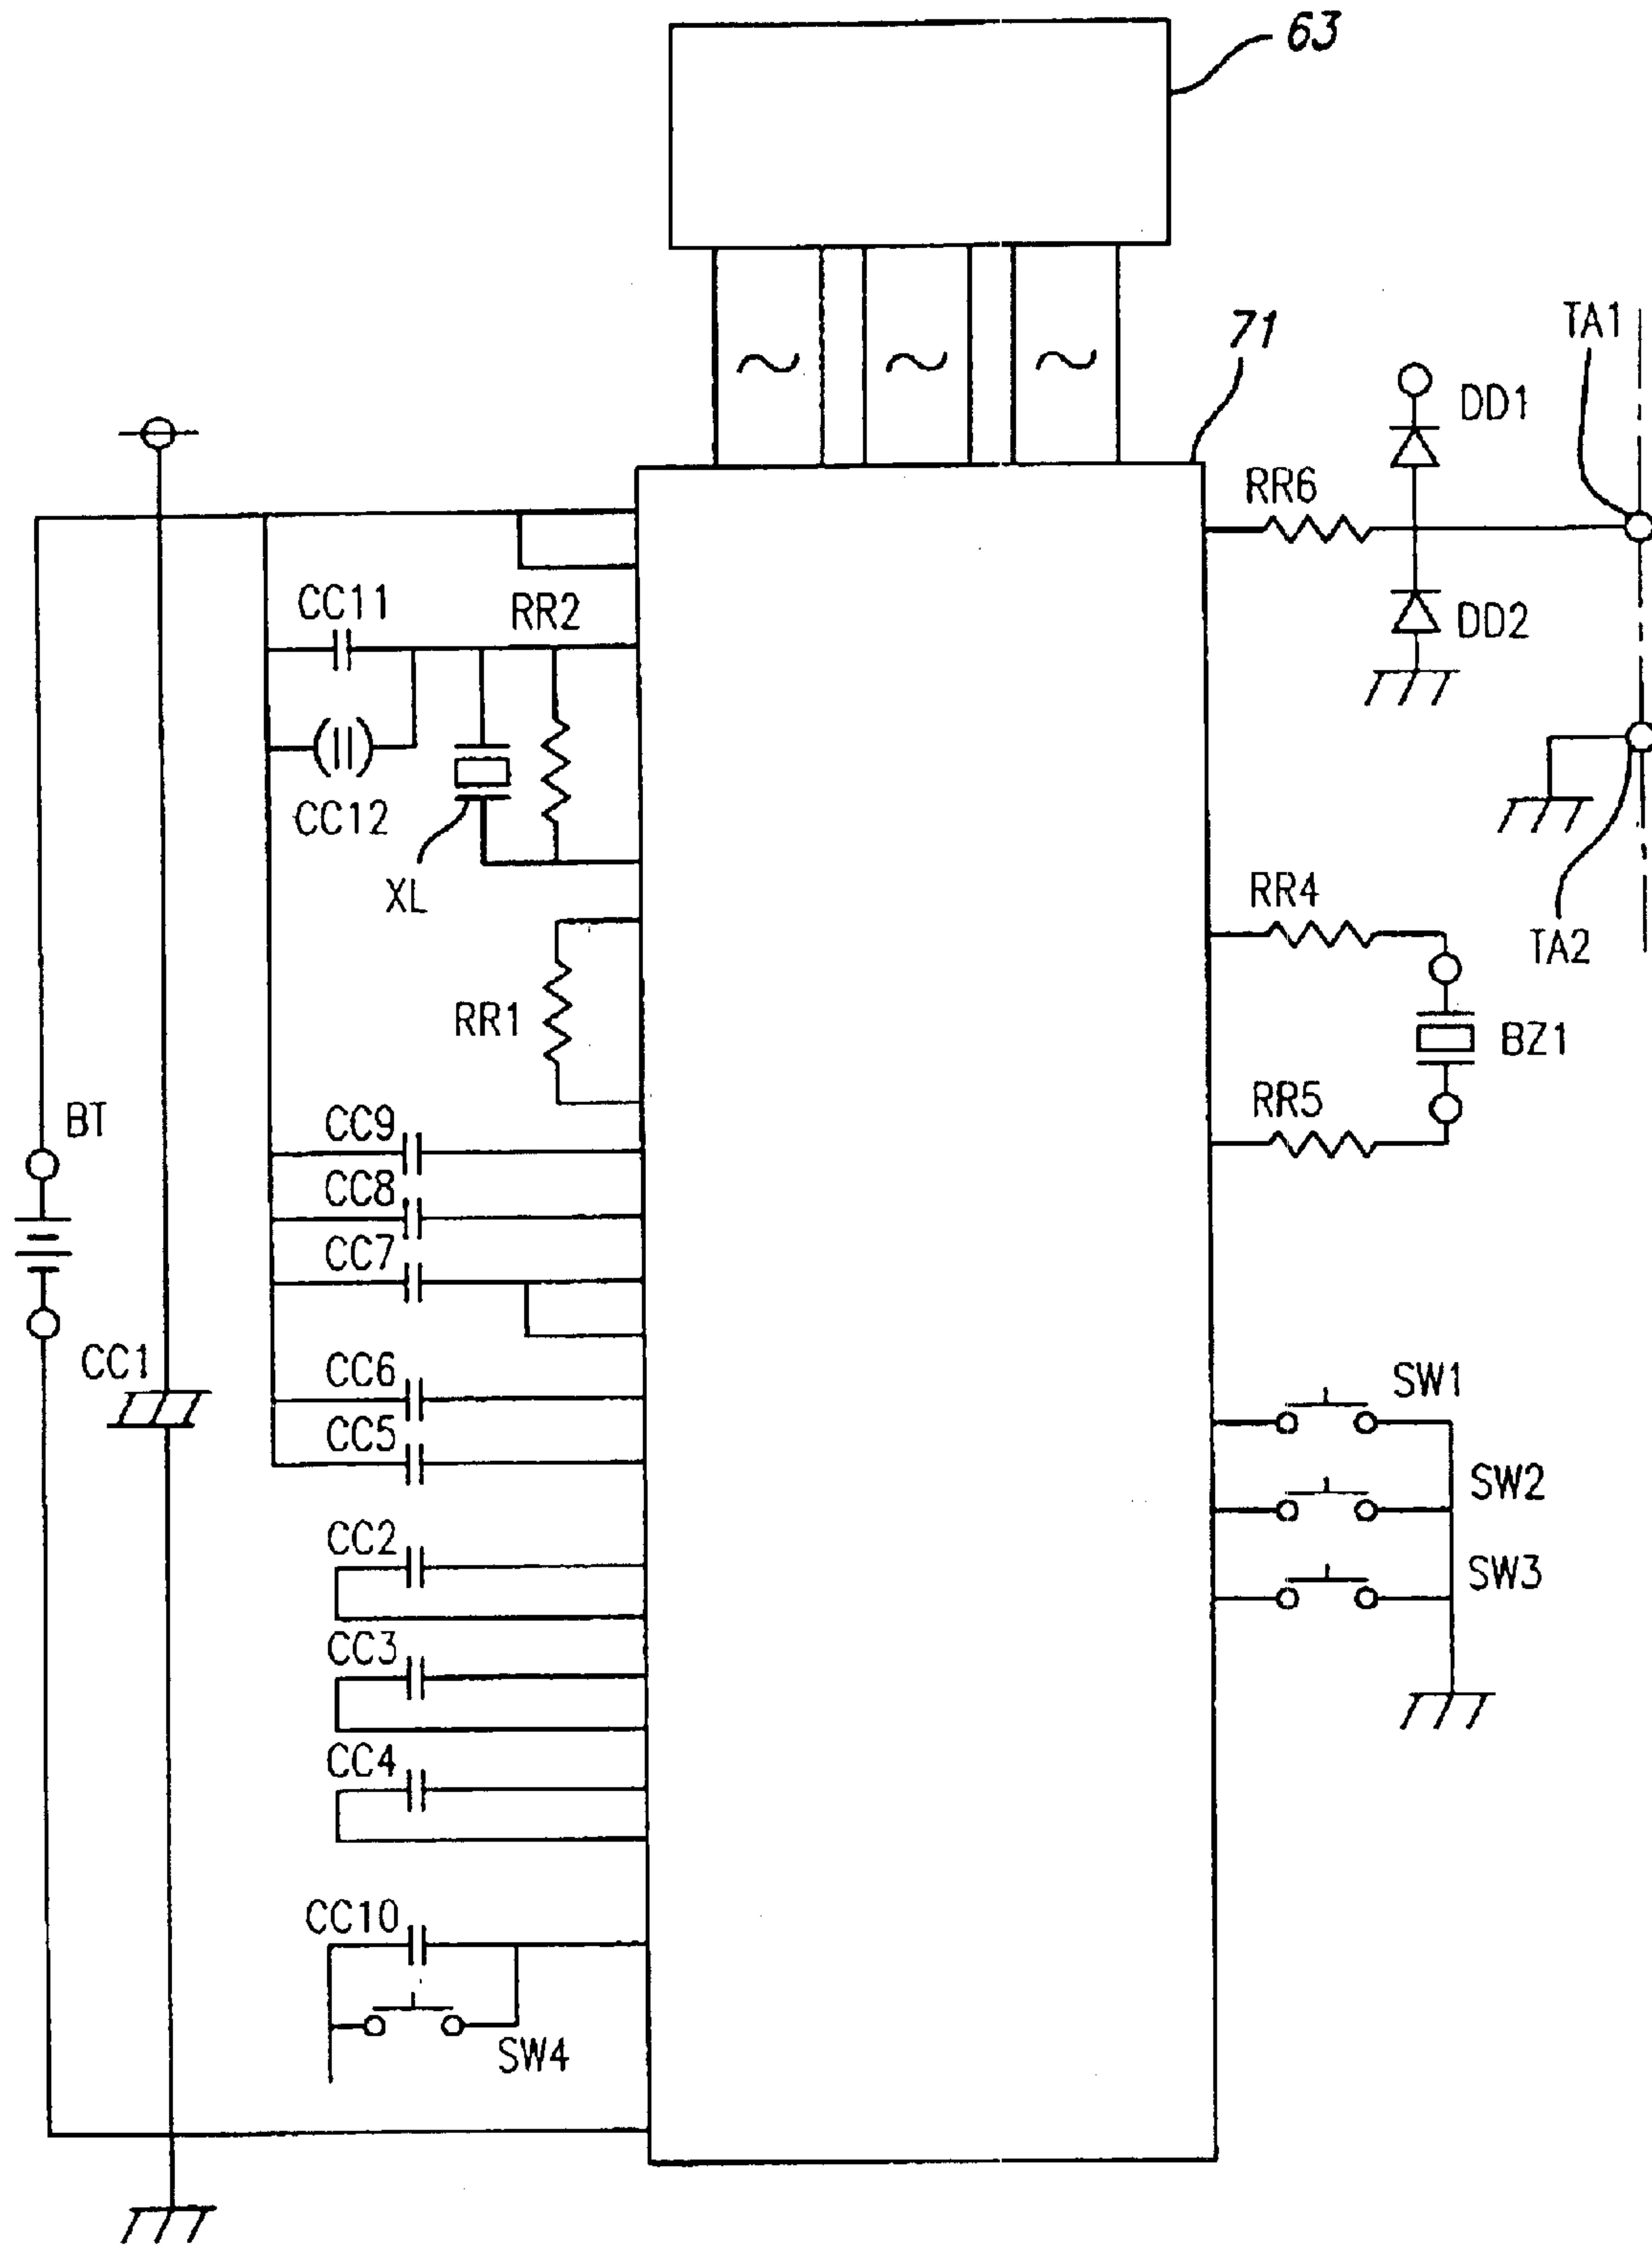 63
71
TA1
DD1
RR6
CC11
RR2
DD2
CC12
XL
RR4
TA2
RR1
BZ1
BT
CC9
RR5
CC8
CC7
CC1
CC6
SW1
CC5
SW2
CC2
SW3
CC3
CC4
CC10
SW4